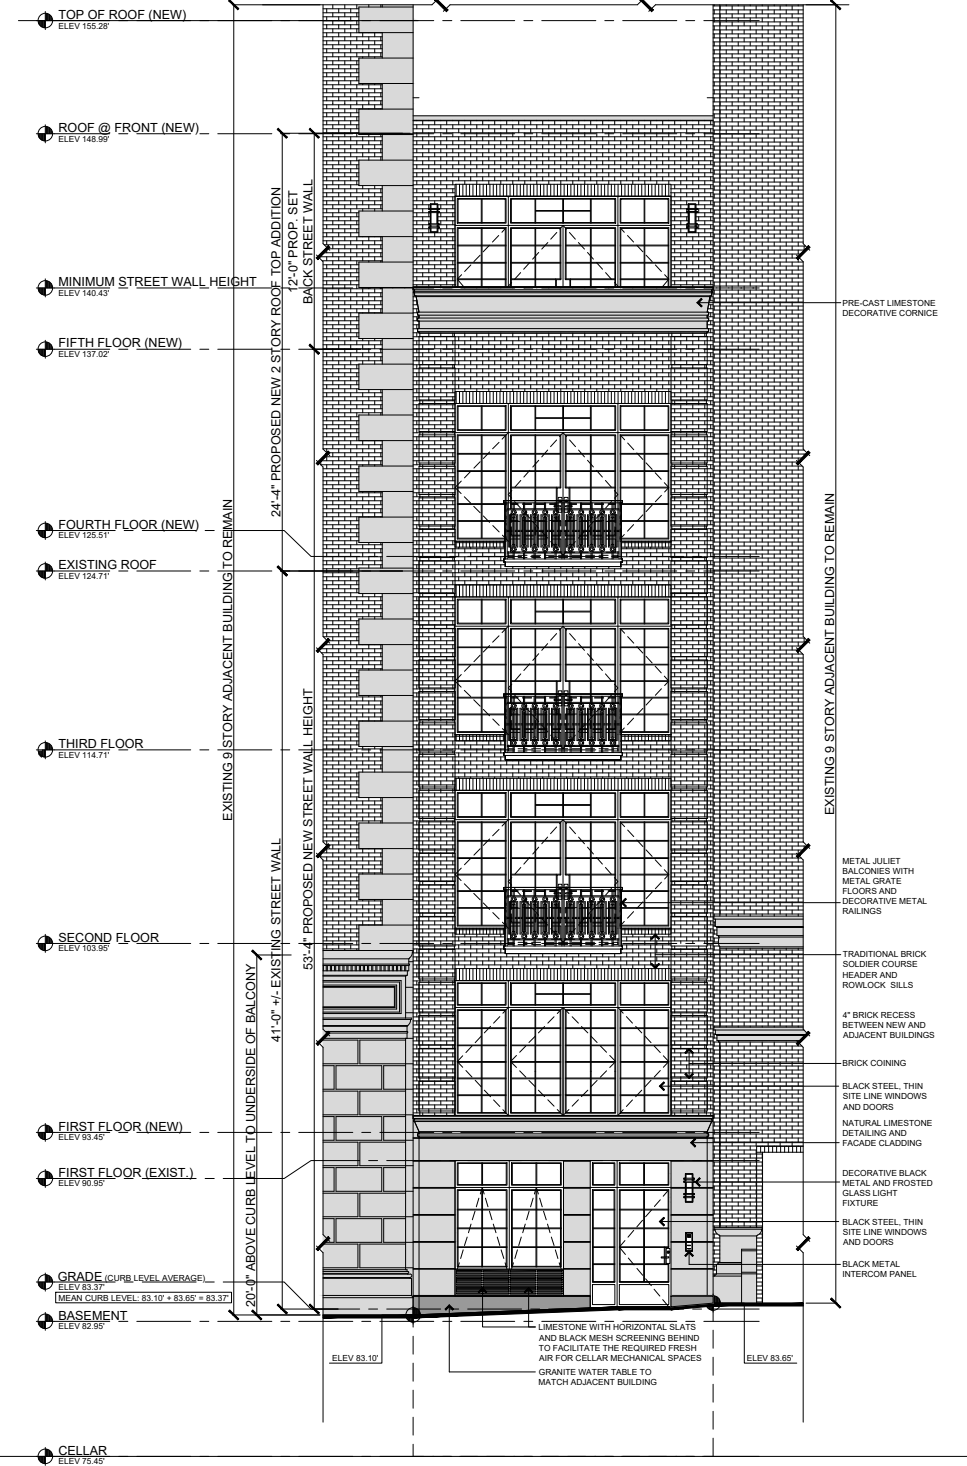 TOP OF ROOF (NEW)
ELEV 155.28'
ROOF @ FRONT (NEW)
ELEV 148.99'
MINIMUM STREET WALL HEIGHT
ELEV 140.43'
FIFTH FLOOR (NEW)
ELEV 137.02'
FOURTH FLOOR (NEW)
ELEV 125.51'
EXISTING ROOF
ELEV 124.71'
THIRD FLOOR
ELEV 114.71'
SECOND FLOOR
ELEV 103.95'
FIRST FLOOR (NEW)
ELEV 93.45'
FIRST FLOOR (EXIST.)
ELEV 90.95'
GRADE (CURB LEVEL AVERAGE)
ELEV 83.37'
MEAN CURB LEVEL: 83.10' + 83.65' = 83.37'
BASEMENT
ELEV 82.95'
CELLAR
ELEV 75.45'
EXISTING 9 STORY ADJACENT BUILDING TO REMAIN
20'-0" ABOVE CURB LEVEL TO UNDERSIDE OF BALCONY
24'-4" PROPOSED NEW 2 STORY ROOF TOP ADDITION
41'-0" +/- EXISTING STREET WALL
12'-0" PROP. SET
BACK STREET WALL
53'-4" PROPOSED NEW STREET WALL HEIGHT
EXISTING 9 STORY ADJACENT BUILDING TO REMAIN
PRE-CAST LIMESTONE
DECORATIVE CORNICE
METAL JULIET
BALCONIES WITH
METAL GRATE
FLOORS AND
DECORATIVE METAL
RAILINGS
TRADITIONAL BRICK
SOLDIER COURSE
HEADER AND
ROWLOCK SILLS
4" BRICK RECESS
BETWEEN NEW AND
ADJACENT BUILDINGS
BRICK COINING
BLACK STEEL, THIN
SITE LINE WINDOWS
AND DOORS
NATURAL LIMESTONE
DETAILING AND
FACADE CLADDING
DECORATIVE BLACK
METAL AND FROSTED
GLASS LIGHT
FIXTURE
BLACK STEEL, THIN
SITE LINE WINDOWS
AND DOORS
BLACK METAL
INTERCOM PANEL
LIMESTONE WITH HORIZONTAL SLATS
AND BLACK MESH SCREENING BEHIND
TO FACILITATE THE REQUIRED FRESH
AIR FOR CELLAR MECHANICAL SPACES
GRANITE WATER TABLE TO
MATCH ADJACENT BUILDING
ELEV 83.10'
ELEV 83.65'